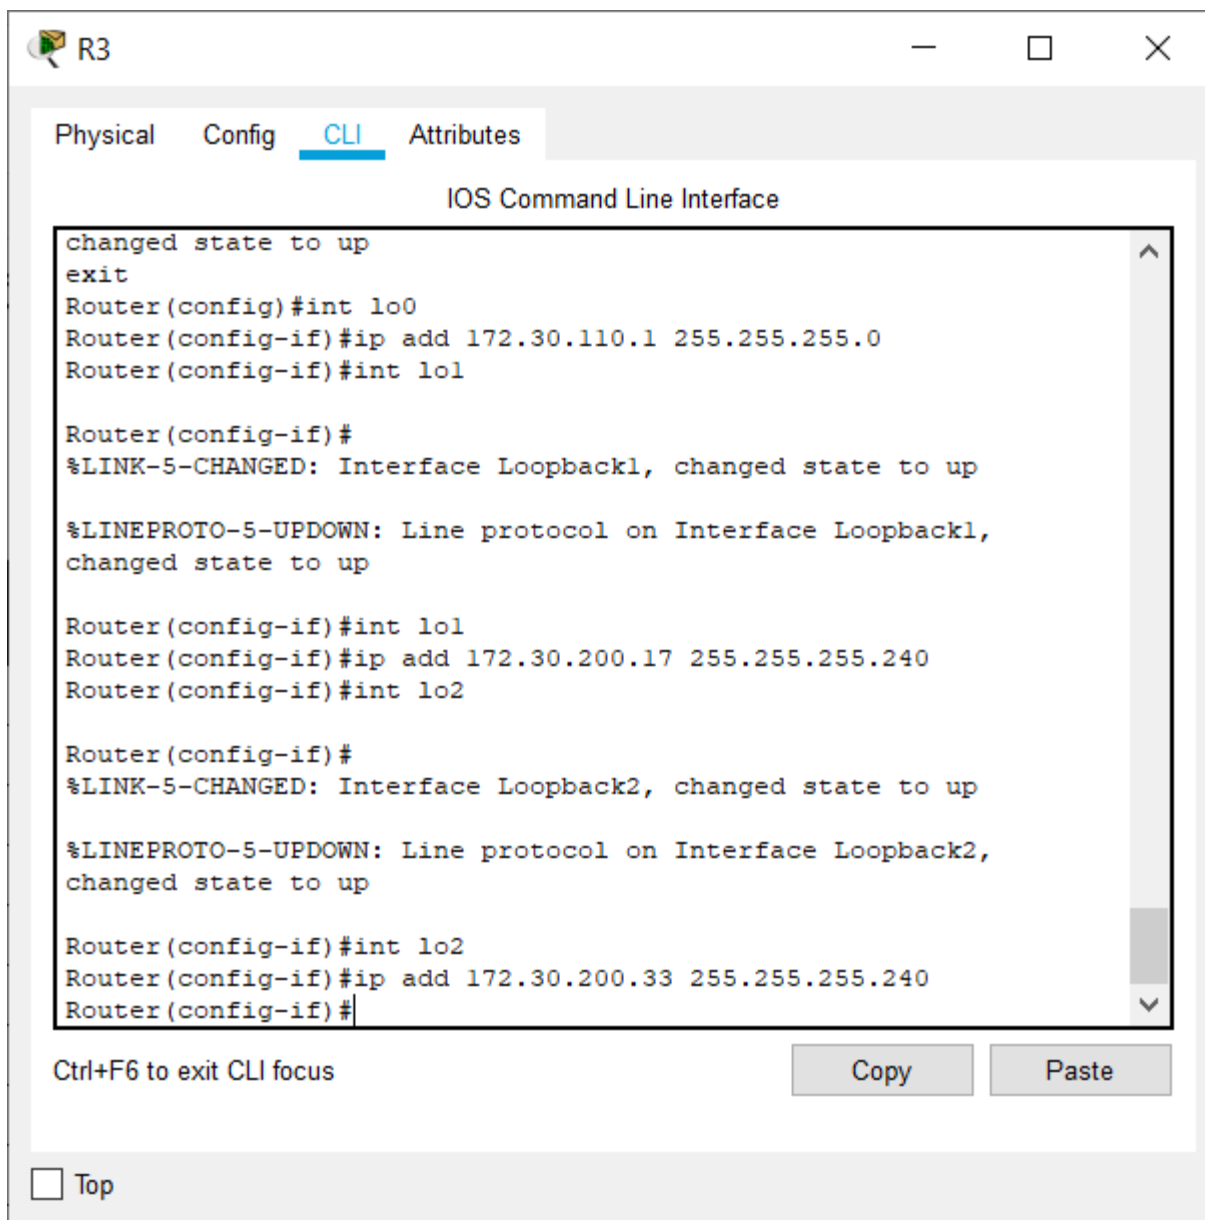 R3
Physical Config CLI Attributes
IOS Command Line Interface
changed state to up
exit
Router(config)#int lo0
Router(config-if)#ip add 172.30.110.1 255.255.255.0
Router(config-if)#int lo1
Router(config-if)#
%LINK-5-CHANGED: Interface Loopback1, changed state to up
%LINEPROTO-5-UPDOWN: Line protocol on Interface Loopback1,
changed state to up
Router(config-if)#int lo1
Router(config-if)#ip add 172.30.200.17 255.255.255.240
Router(config-if)#int lo2
Router(config-if)#
%LINK-5-CHANGED: Interface Loopback2, changed state to up
%LINEPROTO-5-UPDOWN: Line protocol on Interface Loopback2,
changed state to up
Router(config-if)#int lo2
Router(config-if)#ip add 172.30.200.33 255.255.255.240
Router(config-if)#
Ctrl+F6 to exit CLI focus Copy Paste
Top